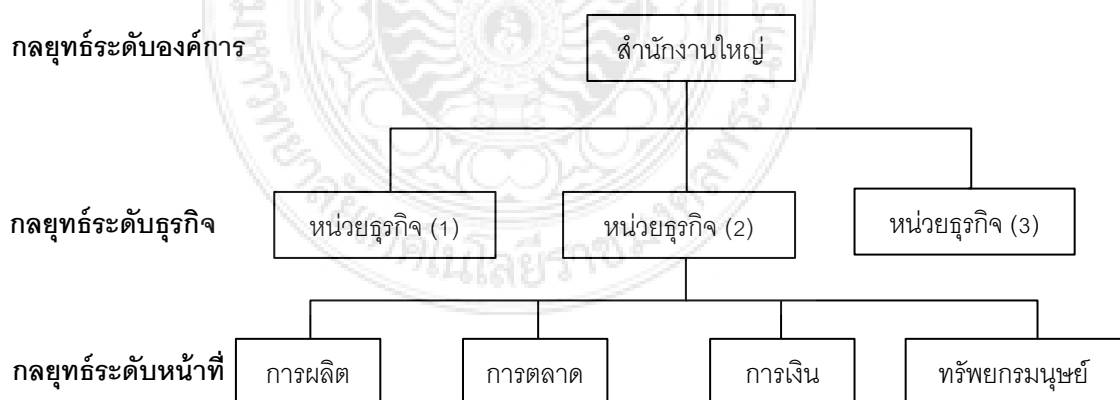 กลยุทธ์ระดับองค์การ สำนักงานใหญ่
กลยุทธ์ระดับธุรกิจ หน่วยธุรกิจ (1) หน่วยธุรกิจ (2) หน่วยธุรกิจ (3)
กลยุทธ์ระดับหน้าที่ การผลิต การตลาด การเงิน ทรัพยกรมนุษย์